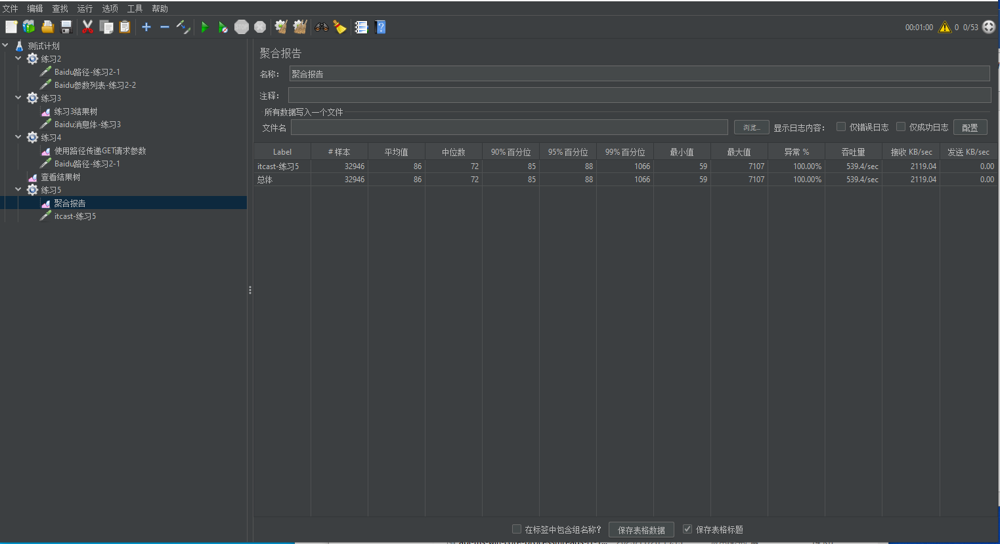 文件 编辑 查找 运行 选项 工具 帮助
00:01:00 0 0/53
测试计划
练习2
Baidu路径-练习2-1
Baidu参数列表-练习2-2
练习3
练习3结果树
Baidu消息体-练习3
练习4
使用路径传递GET请求参数
Baidu路径-练习2-1
查看结果树
练习5
聚合报告
itcast-练习5
聚合报告
名称： 聚合报告
注释：
所有数据写入一个文件
文件名 浏览... 显示日志内容： 仅错误日志 仅成功日志 配置
Label # 样本 平均值 中位数 90% 百分位 95% 百分位 99% 百分位 最小值 最大值 异常 % 吞吐量 接收 KB/sec 发送 KB/sec
itcast-练习5 32946 86 72 85 88 1066 59 7107 100.00% 539.4/sec 2119.04 0.00
总体 32946 86 72 85 88 1066 59 7107 100.00% 539.4/sec 2119.04 0.00
在标签中包含组名称? 保存表格数据 保存表格标题